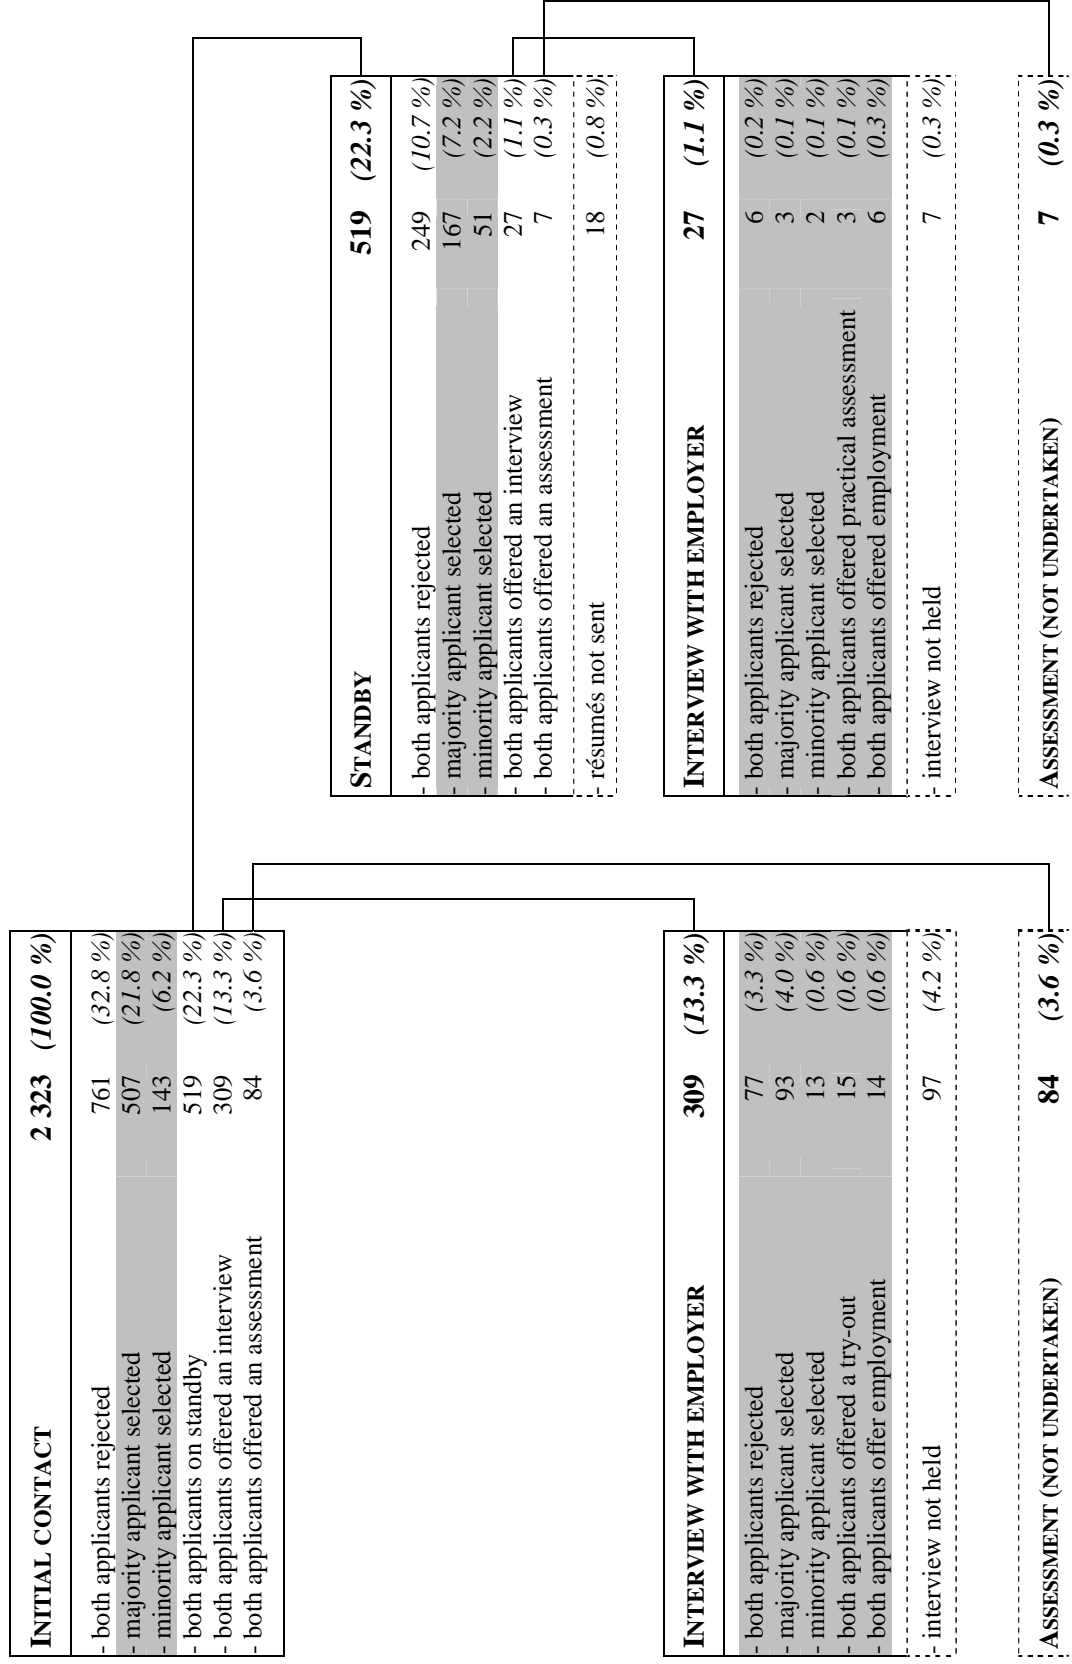 INITIAL CONTACT 2 323 (100.0 %)
- both applicants rejected 761 (32.8 %)
- majority applicant selected 507 (21.8 %)
- minority applicant selected 143 (6.2 %)
- both applicants on standby 519 (22.3 %)
- both applicants offered an interview 309 (13.3 %)
- both applicants offered an assessment 84 (3.6 %)
STANDBY 519 (22.3 %)
- both applicants rejected 249 (10.7 %)
- majority applicant selected 167 (7.2 %)
- minority applicant selected 51 (2.2 %)
- both applicants offered an interview 27 (1.1 %)
- both applicants offered an assessment 7 (0.3 %)
- résumés not sent 18 (0.8 %)
INTERVIEW WITH EMPLOYER 309 (13.3 %)
- both applicants rejected 77 (3.3 %)
- majority applicant selected 93 (4.0 %)
- minority applicant selected 13 (0.6 %)
- both applicants offered a try-out 15 (0.6 %)
- both applicants offer employment 14 (0.6 %)
- interview not held 97 (4.2 %)
INTERVIEW WITH EMPLOYER 27 (1.1 %)
- both applicants rejected 6 (0.2 %)
- majority applicant selected 3 (0.1 %)
- minority applicant selected 2 (0.1 %)
- both applicants offered practical assessment 3 (0.1 %)
- both applicants offered employment 6 (0.3 %)
- interview not held 7 (0.3 %)
ASSESSMENT (NOT UNDERTAKEN) 84 (3.6 %)
ASSESSMENT (NOT UNDERTAKEN) 7 (0.3 %)